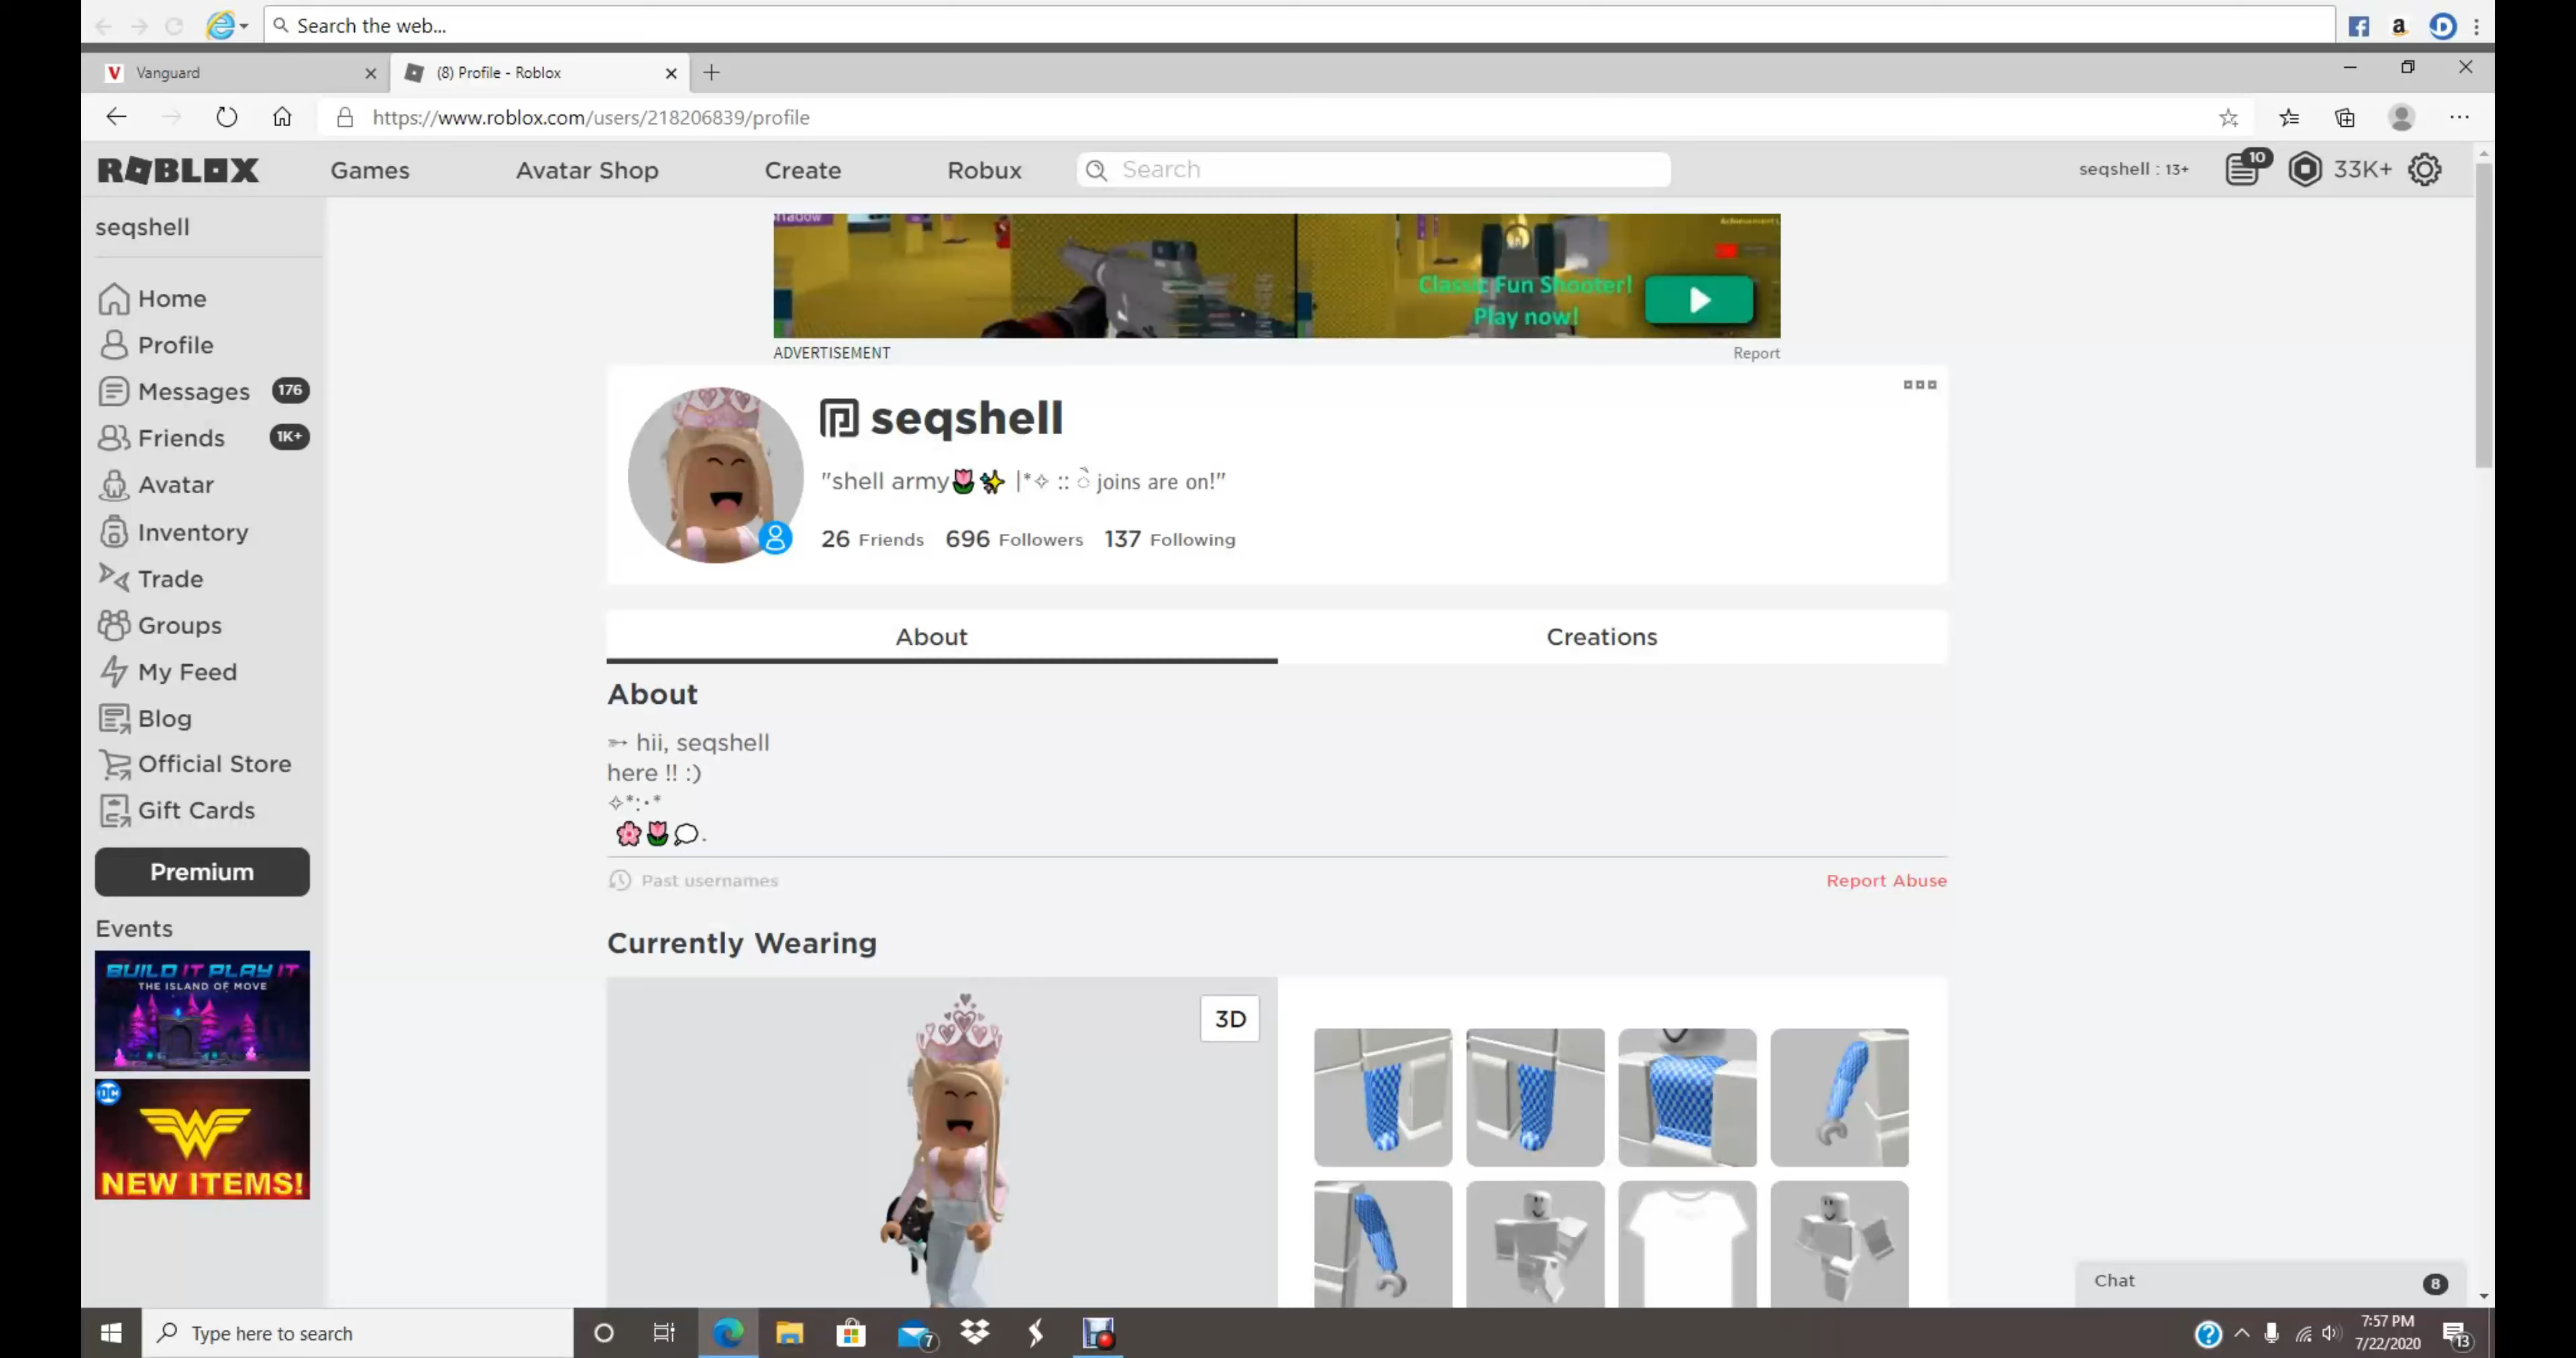 Search the web...
Vanguard
(8) Profile - Roblox
https://www.roblox.com/users/218206839/profile
ROBLOX Games Avatar Shop Create Robux Search seqshell : 13+ 10 33K+
seqshell
Home
Profile
Messages 176
Friends 1K+
Avatar
Inventory
Trade
Groups
My Feed
Blog
Official Store
Gift Cards
Premium
Events
BUILD IT PLAY IT
THE ISLAND OF MOVE
DC
NEW ITEMS!
Classic Fun Shooter!
Play now!
ADVERTISEMENT Report
seqshell
"shell army🌷✨ |*✧ :: ੈ joins are on!"
26 Friends 696 Followers 137 Following
About Creations
About
➳ hii, seqshell
here !! :)
✧*:･*
🌸🌷💭.
Past usernames Report Abuse
Currently Wearing
3D
Chat 8
Type here to search
7
7:57 PM
7/22/2020
13